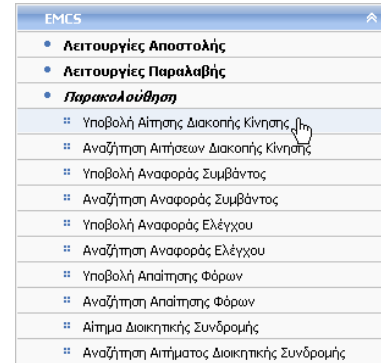 EMCS
Λειτουργίες Αποστολής
Λειτουργίες Παραλαβής
Παρακολούθηση
Υποβολή Αίτησης Διακοπής Κίνησης
Αναζήτηση Αιτήσεων Διακοπής Κίνησης
Υποβολή Αναφοράς Συμβάντος
Αναζήτηση Αναφοράς Συμβάντος
Υποβολή Αναφοράς Ελέγχου
Αναζήτηση Αναφοράς Ελέγχου
Υποβολή Απαίτησης Φόρων
Αναζήτηση Απαίτησης Φόρων
Αίτημα Διοικητικής Συνδρομής
Αναζήτηση Αιτήματος Διοικητικής Συνδρομής